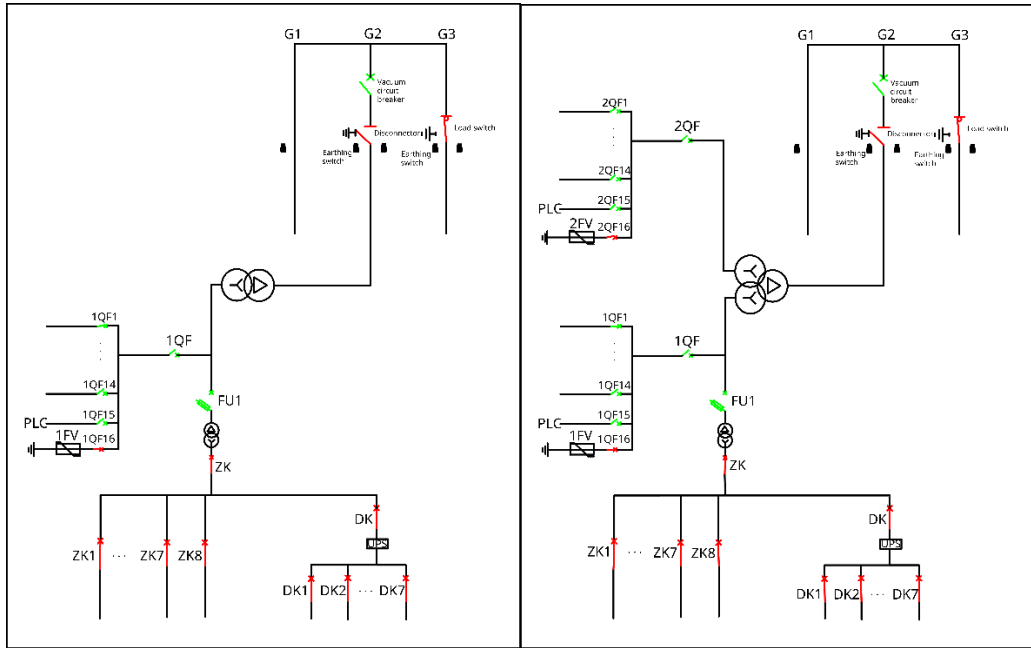 G1
G2
G3
Vacuum
circuit
breaker
Disconnector
Load switch
Earthing
switch
Earthing
switch
1QF1
1QF
1QF14
FU1
PLC
1QF15
1FV
1QF16
ZK
DK
UPS
ZK1
ZK7
ZK8
DK1
DK2
DK7
G1
G2
G3
Vacuum
circuit
breaker
2QF1
Disconnector
Load switch
2QF
Earthing
switch
Earthing
switch
2QF14
PLC
2QF15
2FV
2QF16
1QF1
1QF
1QF14
FU1
PLC
1QF15
1FV
1QF16
ZK
DK
UPS
ZK1
ZK7
ZK8
DK1
DK2
DK7